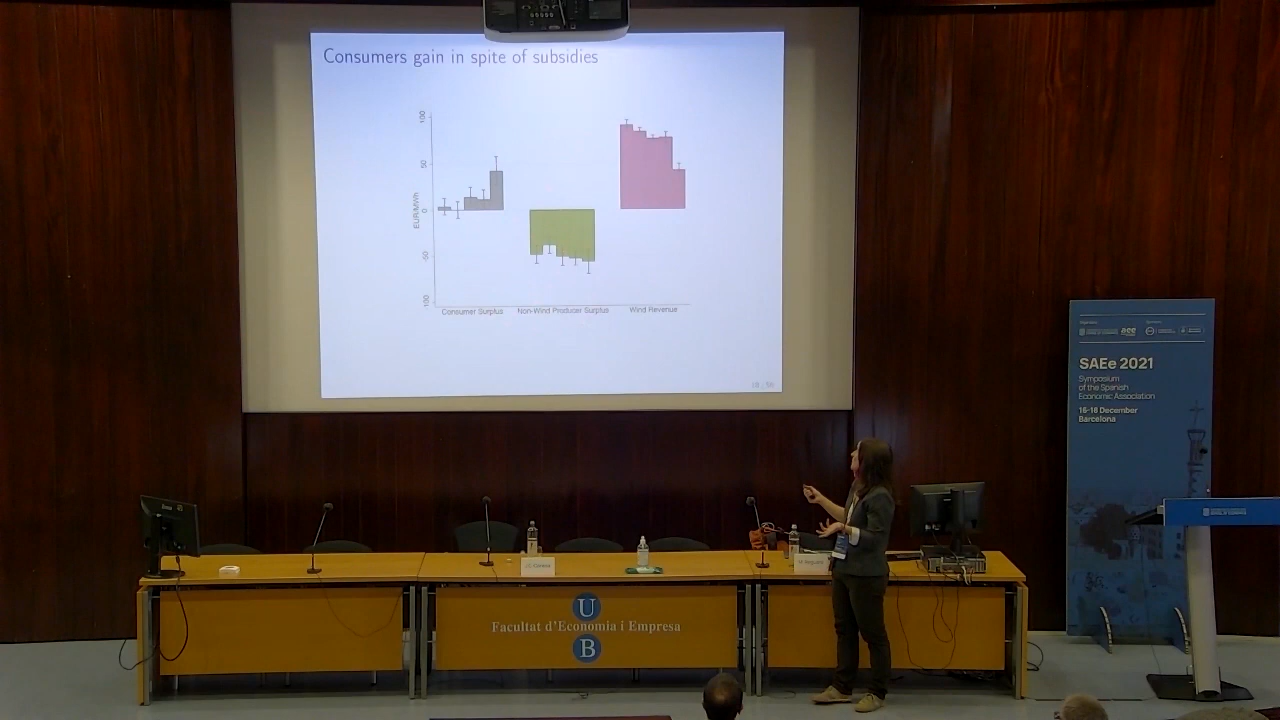 Consumers gain in spite of subsidies
100
50
0
-50
-100
EUR/MWh
Consumer Surplus
Non-Wind Producer Surplus
Wind Revenue
SAEe 2021
Symposium
of the Spanish
Economic Association
16-18 December
Barcelona
U
Facultat d'Economia i Empresa
B